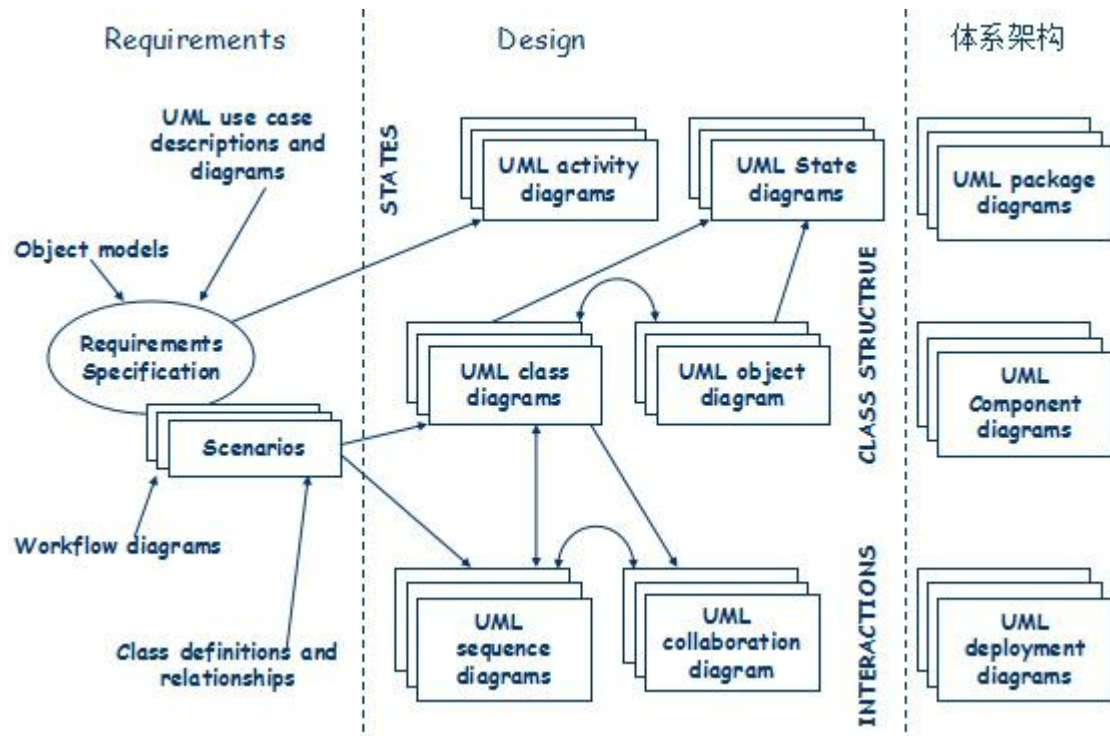 Requirements
Design
体系架构
UML use case
descriptions and
diagrams
Object models
Requirements
Specification
Scenarios
Workflow diagrams
Class definitions and
relationships
STATES
UML activity
diagrams
UML State
diagrams
UML class
diagrams
UML object
diagram
CLASS STRUCTRUE
UML
sequence
diagrams
UML
collaboration
diagram
INTERACTIONS
UML package
diagrams
UML
Component
diagrams
UML
deployment
diagrams